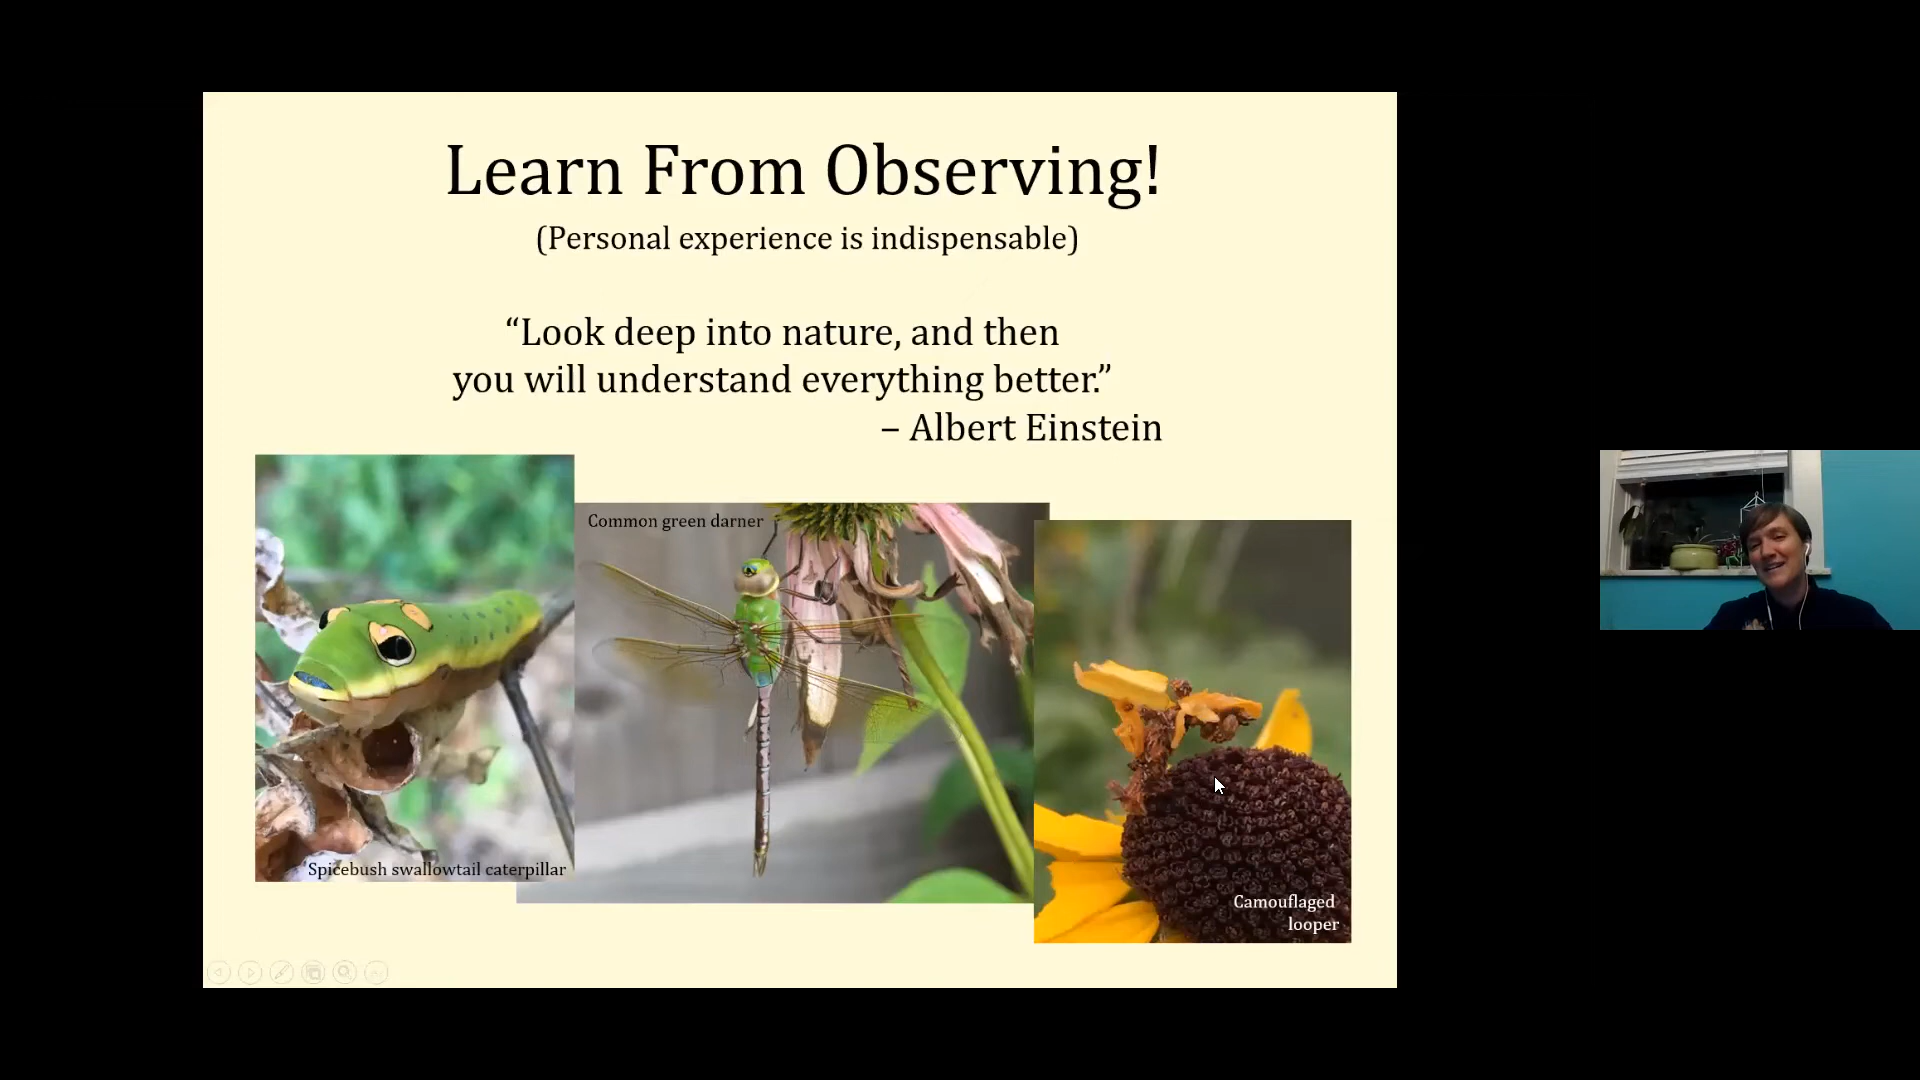 Learn From Observing!
(Personal experience is indispensable)
“Look deep into nature, and then
you will understand everything better.”
– Albert Einstein
Common green darner
Spicebush swallowtail caterpillar
Camouflaged
looper